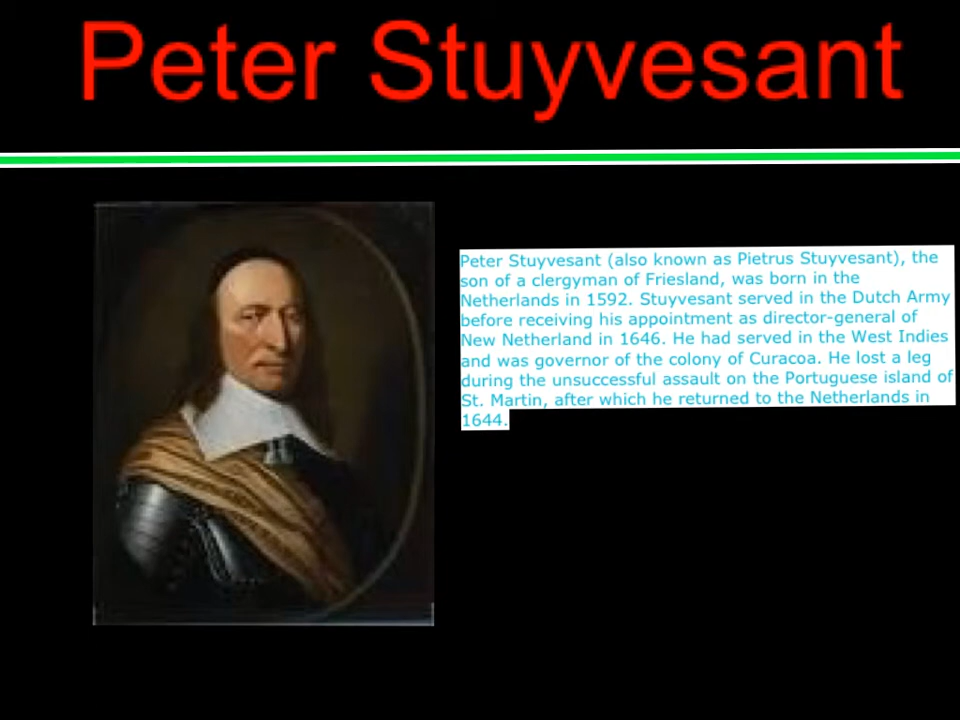 Peter Stuyvesant
Peter Stuyvesant (also known as Pietrus Stuyvesant), the
son of a clergyman of Friesland, was born in the
Netherlands in 1592. Stuyvesant served in the Dutch Army
before receiving his appointment as director-general of
New Netherland in 1646. He had served in the West Indies
and was governor of the colony of Curacoa. He lost a leg
during the unsuccessful assault on the Portuguese island of
St. Martin, after which he returned to the Netherlands in
1644.